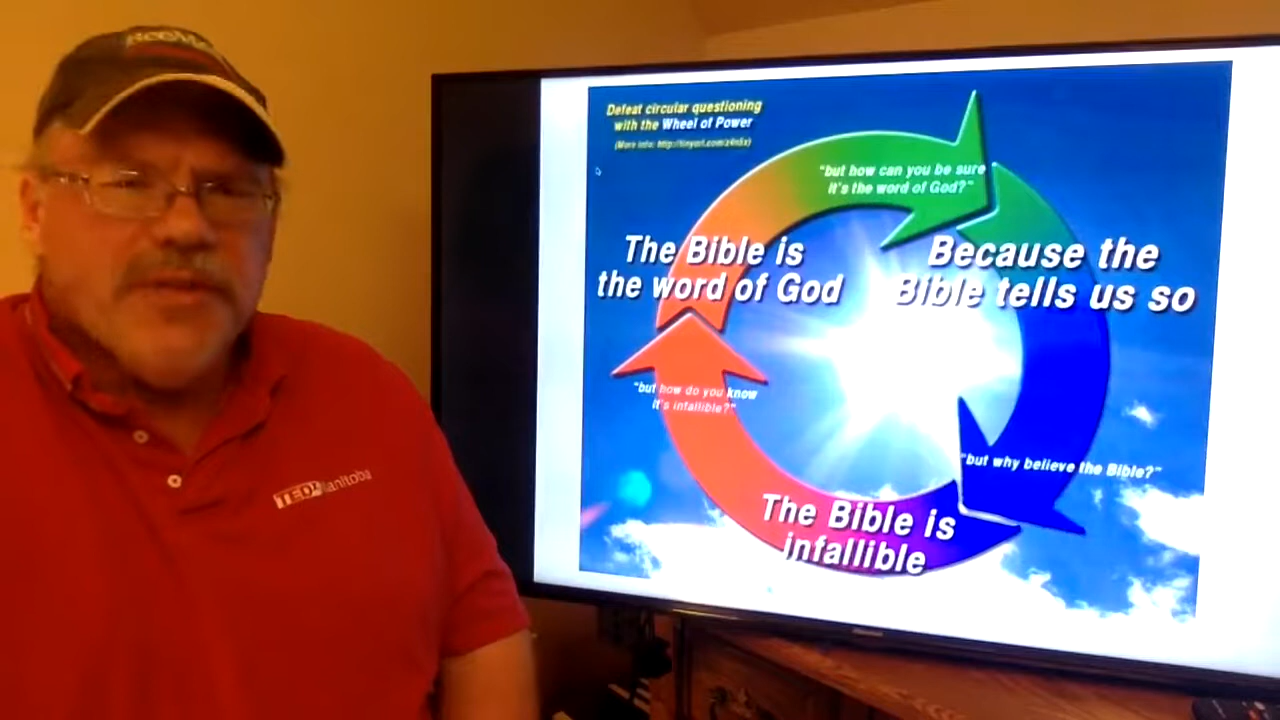 Defeat circular questioning
with the Wheel of Power
"but how can you be sure
it's the word of God?"
The Bible is
the word of God
Because the
Bible tells us so
"but how do you know
it's infallible?"
"but why believe the Bible?"
The Bible is
infallible
TEDxManitoba